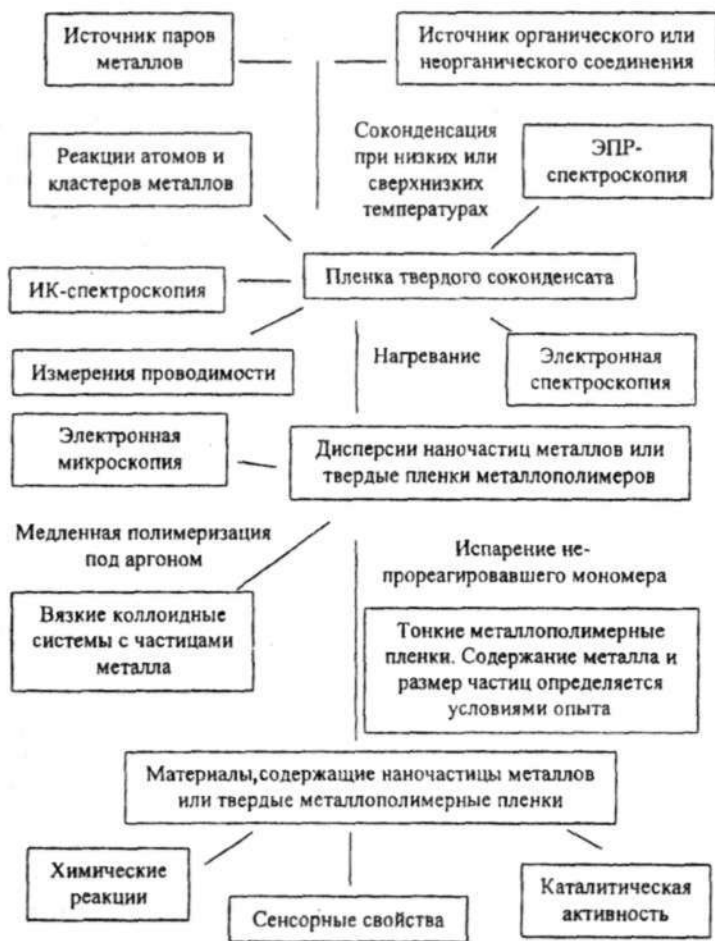 Источник паров
металлов
Источник органического или
неорганического соединения
Реакции атомов и
кластеров металлов
Соконденсация
при низких или
сверхнизких
температурах
ЭПР-
спектроскопия
ИК-спектроскопия
Пленка твердого соконденсата
Измерения проводимости
Нагревание
Электронная
спектроскопия
Электронная
микроскопия
Дисперсии наночастиц металлов или
твердые пленки металлополимеров
Медленная полимеризация
под аргоном
Испарение не-
прореагировавшего мономера
Вязкие коллоидные
системы с частицами
металла
Тонкие металлополимерные
пленки. Содержание металла и
размер частиц определяется
условиями опыта
Материалы,содержащие наночастицы металлов
или твердые металлополимерные пленки
Химические
реакции
Сенсорные свойства
Каталитическая
активность